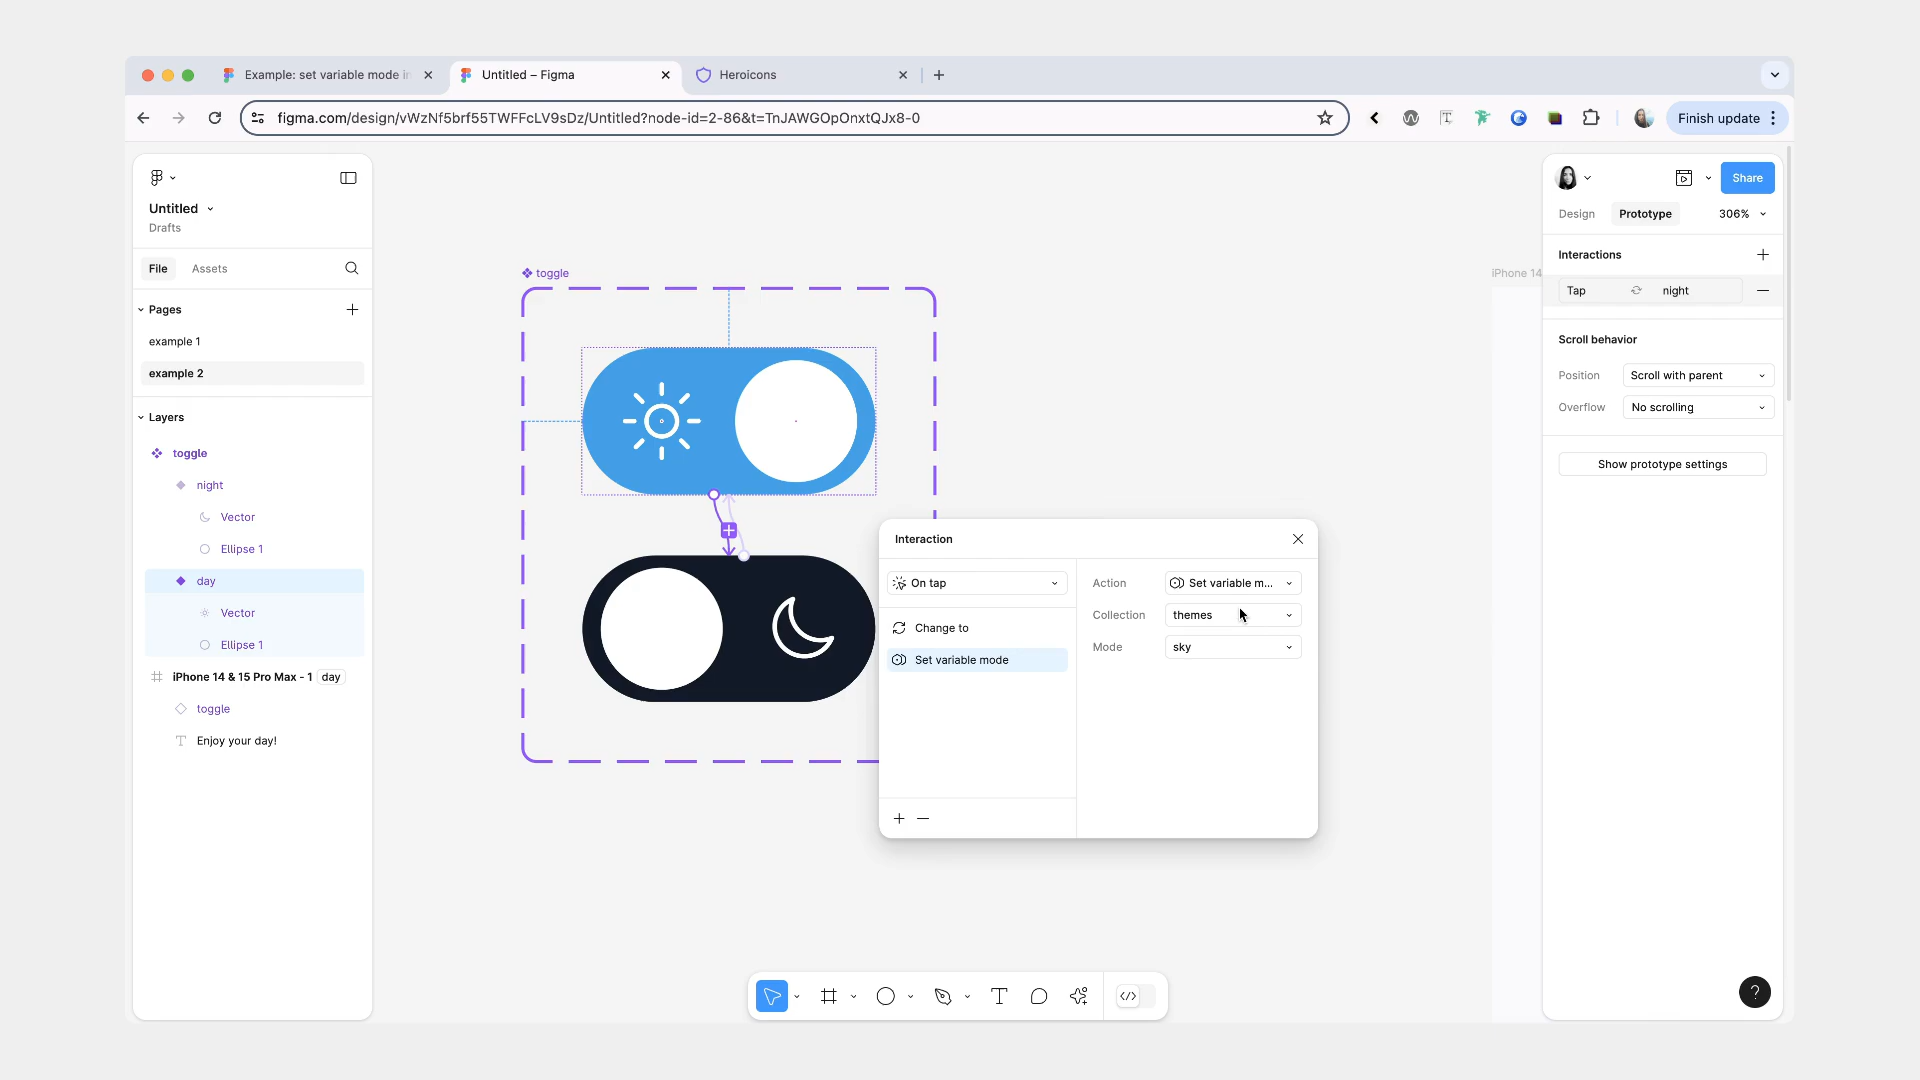 Example: set variable mode in
Untitled – Figma
Heroicons
figma.com/design/vWzNf5brf55TWFFcLV9sDz/Untitled?node-id=2-86&t=TnJAWGOpOnxtQJx8-0
Finish update
Untitled
Drafts
File
Assets
Pages
example 1
example 2
Layers
toggle
night
Vector
Ellipse 1
day
Vector
Ellipse 1
iPhone 14 & 15 Pro Max - 1
day
toggle
Enjoy your day!
toggle
iPhone 14
Interaction
On tap
Change to
Set variable mode
Action
Set variable m...
Collection
themes
Mode
sky
Share
Design
Prototype
306%
Interactions
Tap
night
Scroll behavior
Position
Scroll with parent
Overflow
No scrolling
Show prototype settings
?